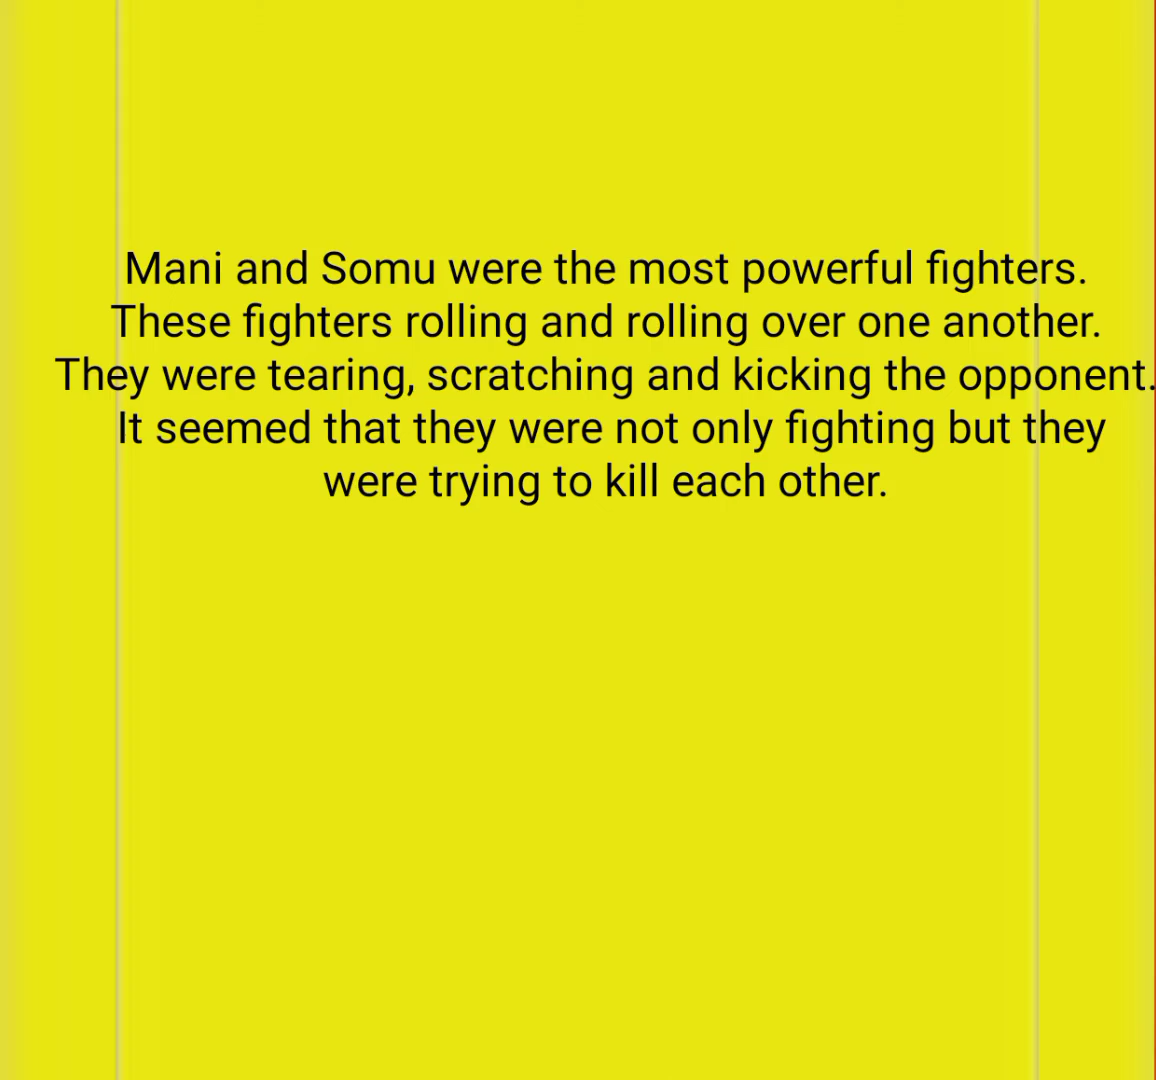 Mani and Somu were the most powerful fighters.
These fighters rolling and rolling over one another.
They were tearing, scratching and kicking the opponent.
It seemed that they were not only fighting but they
were trying to kill each other.